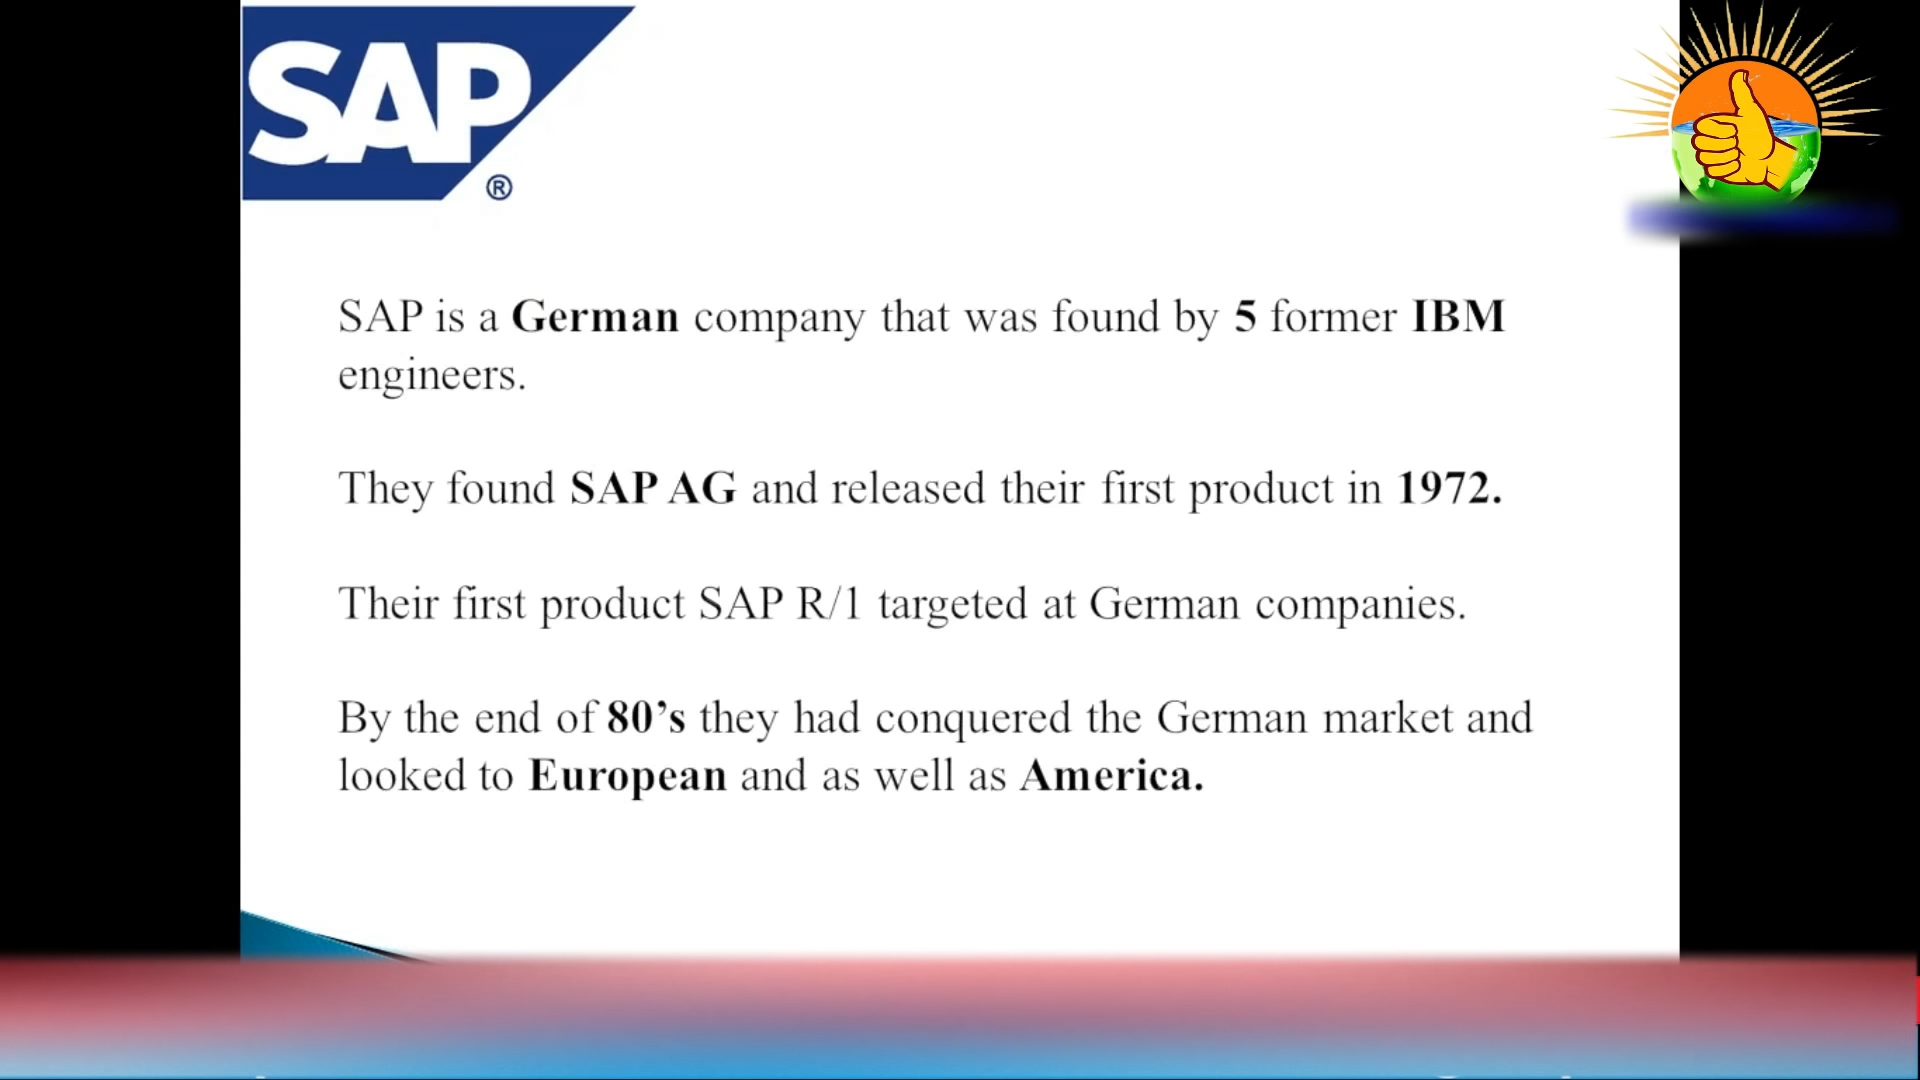 SAP
®
SAP is a German company that was found by 5 former IBM
engineers.
They found SAP AG and released their first product in 1972.
Their first product SAP R/1 targeted at German companies.
By the end of 80’s they had conquered the German market and
looked to European and as well as America.